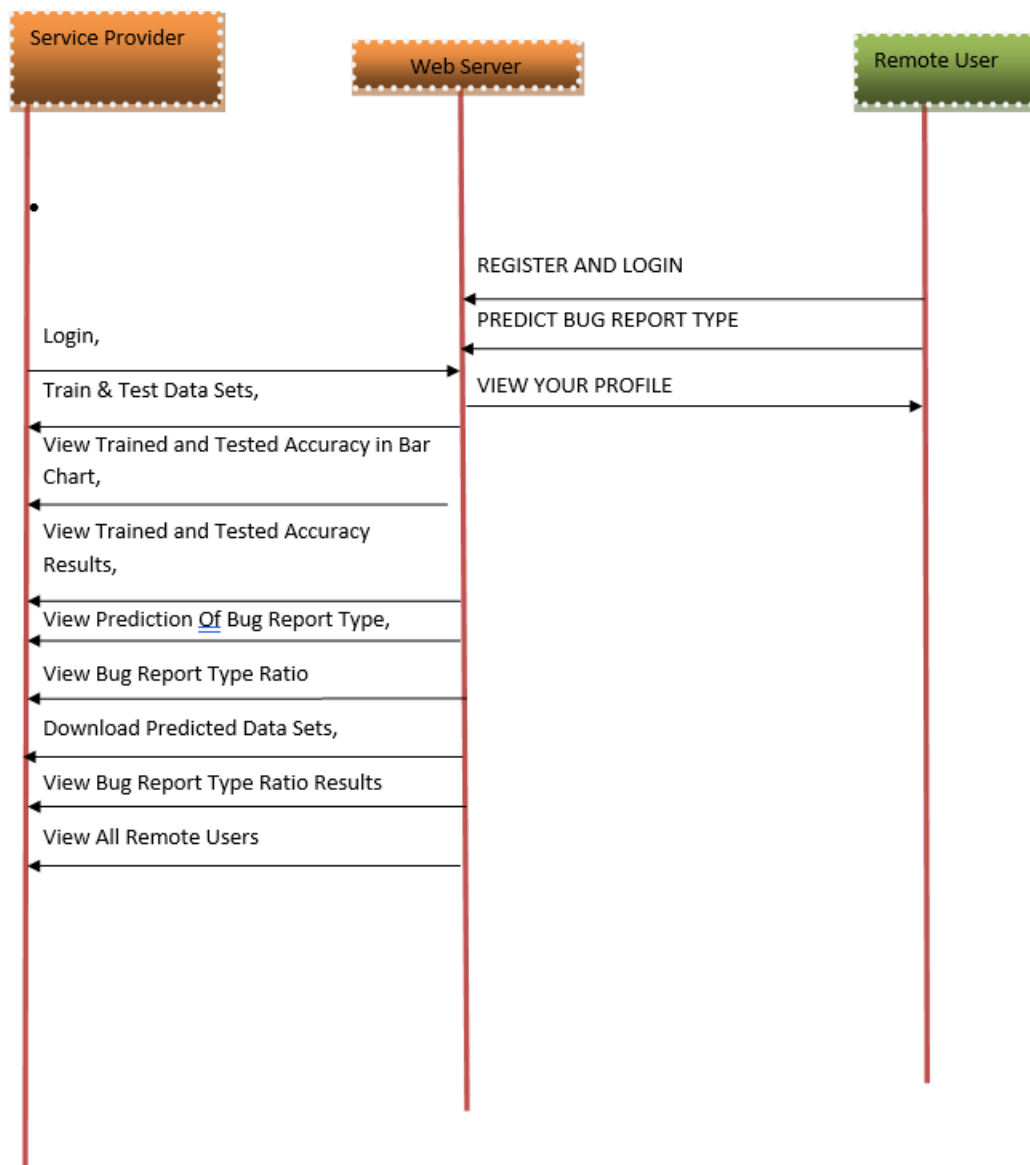 Service Provider
Web Server
Remote User
REGISTER AND LOGIN
PREDICT BUG REPORT TYPE
VIEW YOUR PROFILE
Login,
Train & Test Data Sets,
View Trained and Tested Accuracy in Bar
Chart,
View Trained and Tested Accuracy
Results,
View Prediction Of Bug Report Type,
View Bug Report Type Ratio
Download Predicted Data Sets,
View Bug Report Type Ratio Results
View All Remote Users